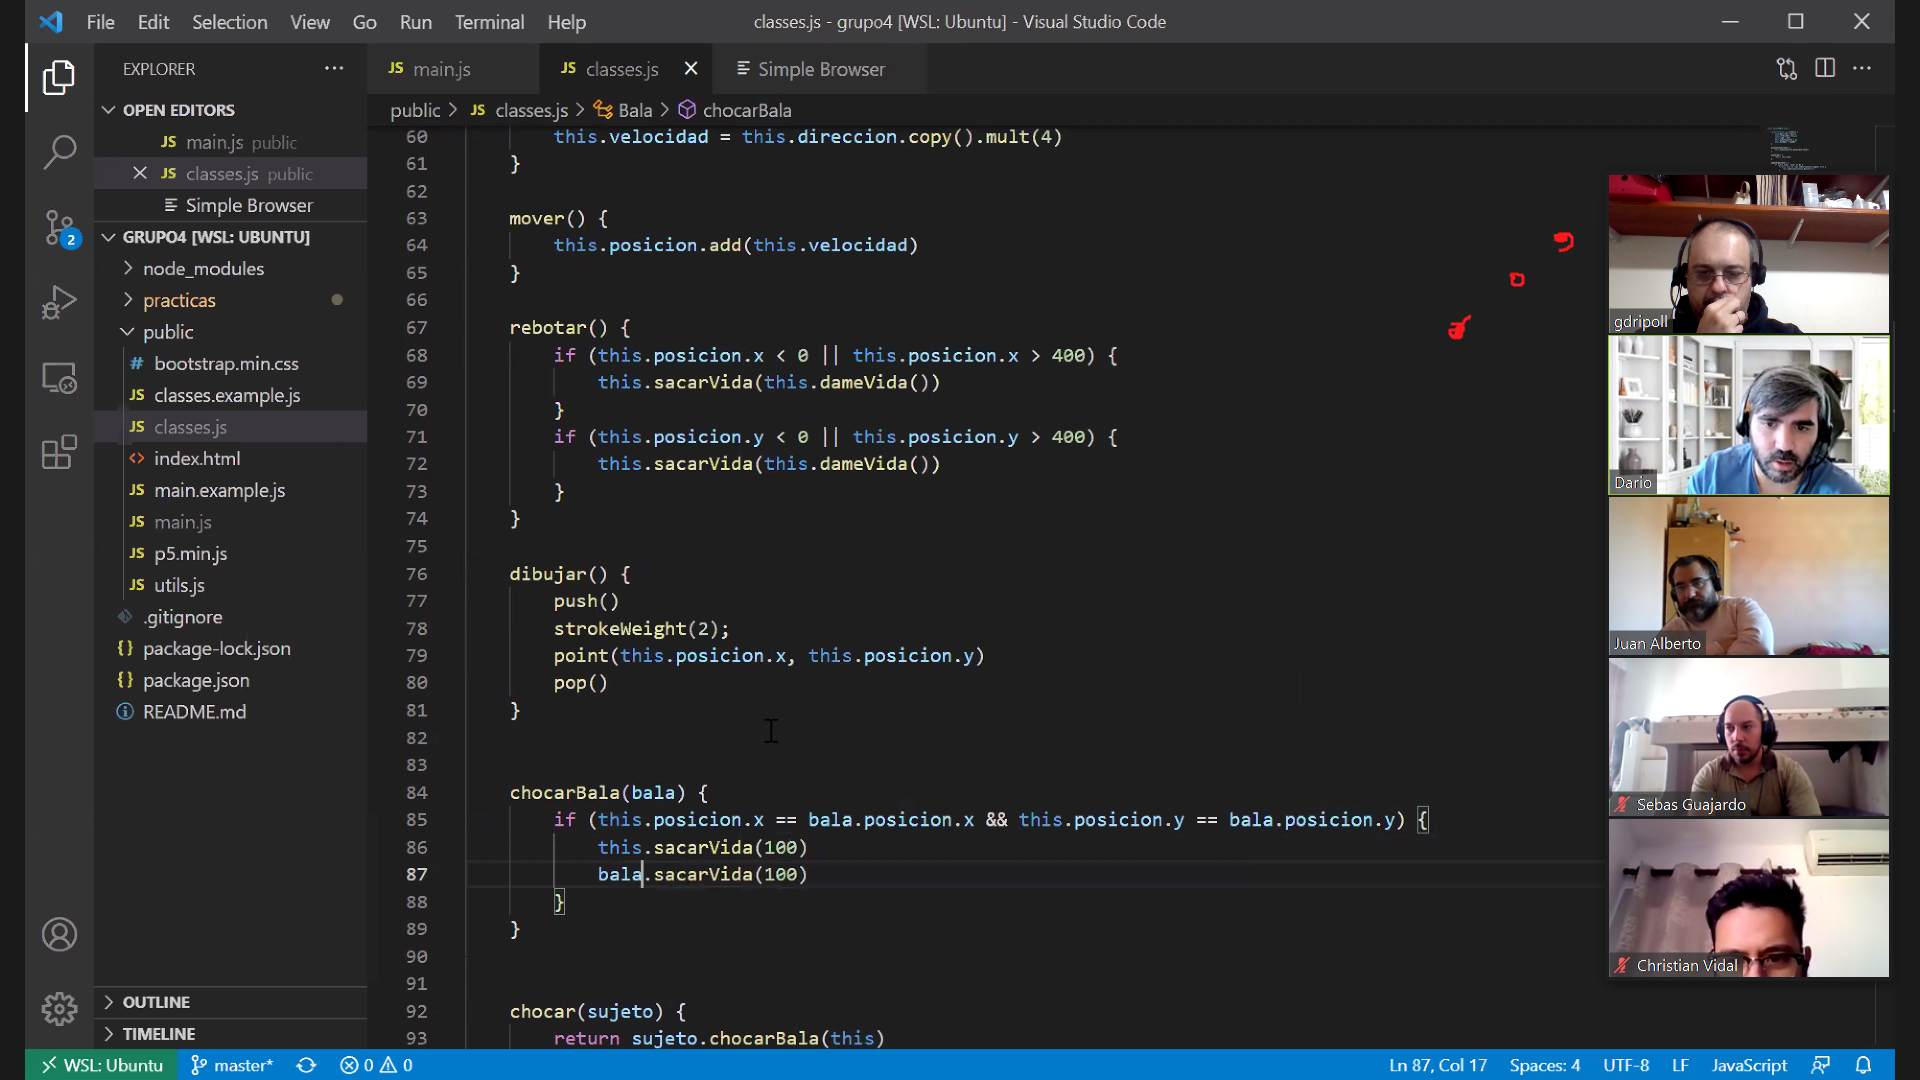 File Edit Selection View Go Run Terminal Help
classes.js - grupo4 [WSL: Ubuntu] - Visual Studio Code
EXPLORER
OPEN EDITORS
JS main.js public
JS classes.js public
Simple Browser
GRUPO4 [WSL: UBUNTU]
node_modules
practicas
public
# bootstrap.min.css
JS classes.example.js
JS classes.js
<> index.html
JS main.example.js
JS main.js
JS p5.min.js
JS utils.js
.gitignore
{} package-lock.json
{} package.json
README.md
OUTLINE
TIMELINE
2
JS main.js
JS classes.js
Simple Browser
public > JS classes.js > Bala > chocarBala
60 this.velocidad = this.direccion.copy().mult(4)
61 }
62
63 mover() {
64 this.posicion.add(this.velocidad)
65 }
66
67 rebotar() {
68 if (this.posicion.x < 0 || this.posicion.x > 400) {
69 this.sacarVida(this.dameVida())
70 }
71 if (this.posicion.y < 0 || this.posicion.y > 400) {
72 this.sacarVida(this.dameVida())
73 }
74 }
75
76 dibujar() {
77 push()
78 strokeWeight(2);
79 point(this.posicion.x, this.posicion.y)
80 pop()
81 }
82
83
84 chocarBala(bala) {
85 if (this.posicion.x == bala.posicion.x && this.posicion.y == bala.posicion.y) {
86 this.sacarVida(100)
87 bala.sacarVida(100)
88 }
89 }
90
91
92 chocar(sujeto) {
93 return sujeto.chocarBala(this)
gdripoll
Dario
Juan Alberto
Sebas Guajardo
Christian Vidal
WSL: Ubuntu master* 0 0
Ln 87, Col 17 Spaces: 4 UTF-8 LF JavaScript